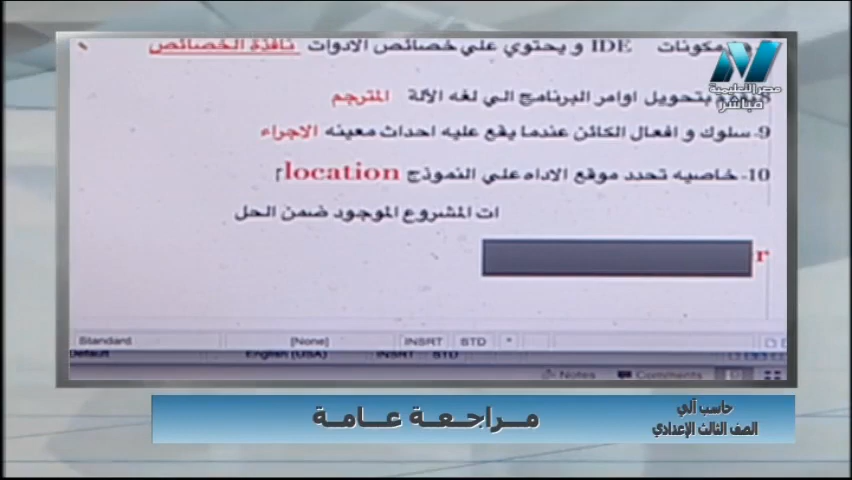 مكونات IDE و يحتوي علي خصائص الادوات نافذة الخصائص
مصر التعليمية
مباشر
بتحويل اوامر البرنامج الي لغه الألة المترجم
9- سلوك و افعال الكائن عندما يقع عليه احداث معينه الاجراء
10- خاصيه تحدد موقع الاداه علي النموذج location
ات المشروع الموجود ضمن الحل
r
Standard [None] INSRT STD *
Default English (USA) INSRT STD
Notes Comments
حاسب آلي
الصف الثالث الإعدادي
مراجعة عامة